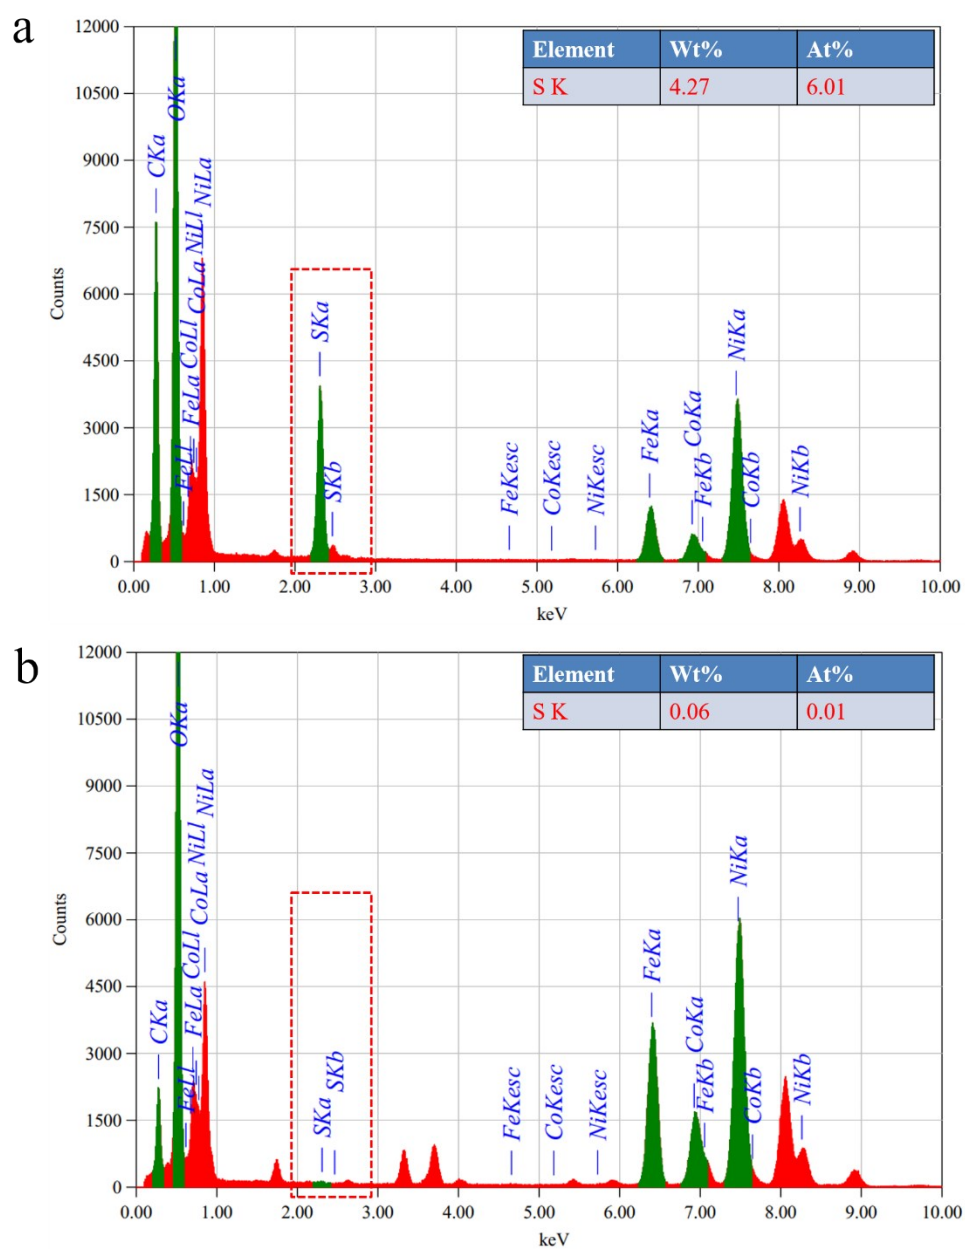 a
12000
10500
9000
7500
6000
4500
3000
1500
0
Counts
CKa
OKa
FeLl
FeLa CoLl
CoLa NiLl
NiLa
SKa
SKb
FeKesc
CoKesc
NiKesc
FeKa
CoKa
FeKb
NiKa
CoKb
NiKb
Element Wt% At%
S K 4.27 6.01
0.00 1.00 2.00 3.00 4.00 5.00 6.00 7.00 8.00 9.00 10.00
keV
b
12000
10500
9000
7500
6000
4500
3000
1500
0
Counts
CKa
OKa
FeLl
FeLa CoLl
CoLa NiLl NiLa
SKa
SKb
FeKesc
CoKesc
NiKesc
FeKa
CoKa
FeKb
NiKa
CoKb
NiKb
Element Wt% At%
S K 0.06 0.01
0.00 1.00 2.00 3.00 4.00 5.00 6.00 7.00 8.00 9.00 10.00
keV